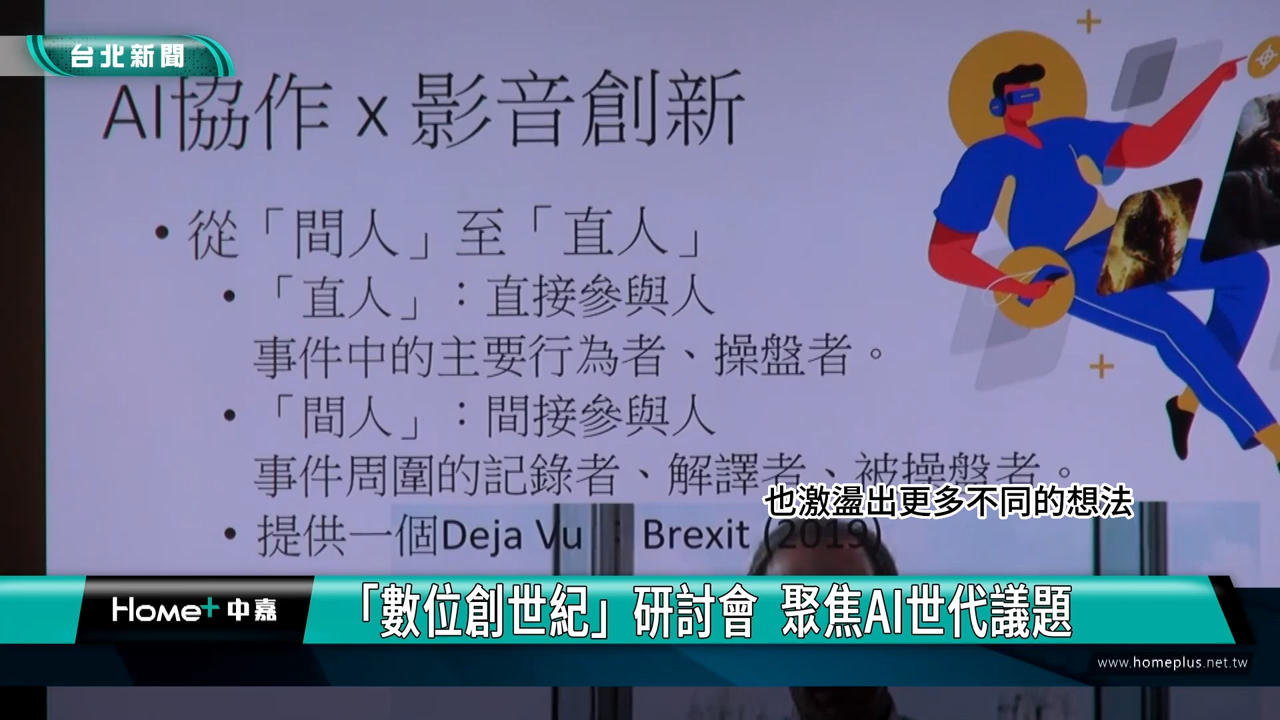 台北新聞
AI協作 x 影音創新
• 從「間人」至「直人」
• 「直人」：直接參與人
事件中的主要行為者、操盤者。
• 「間人」：間接參與人
事件周圍的記錄者、解譯者、被操盤者。
也激盪出更多不同的想法
• 提供一個Deja Vu ： Brexit (2019)
Home+中嘉
「數位創世紀」研討會 聚焦AI世代議題
www.homeplus.net.tw